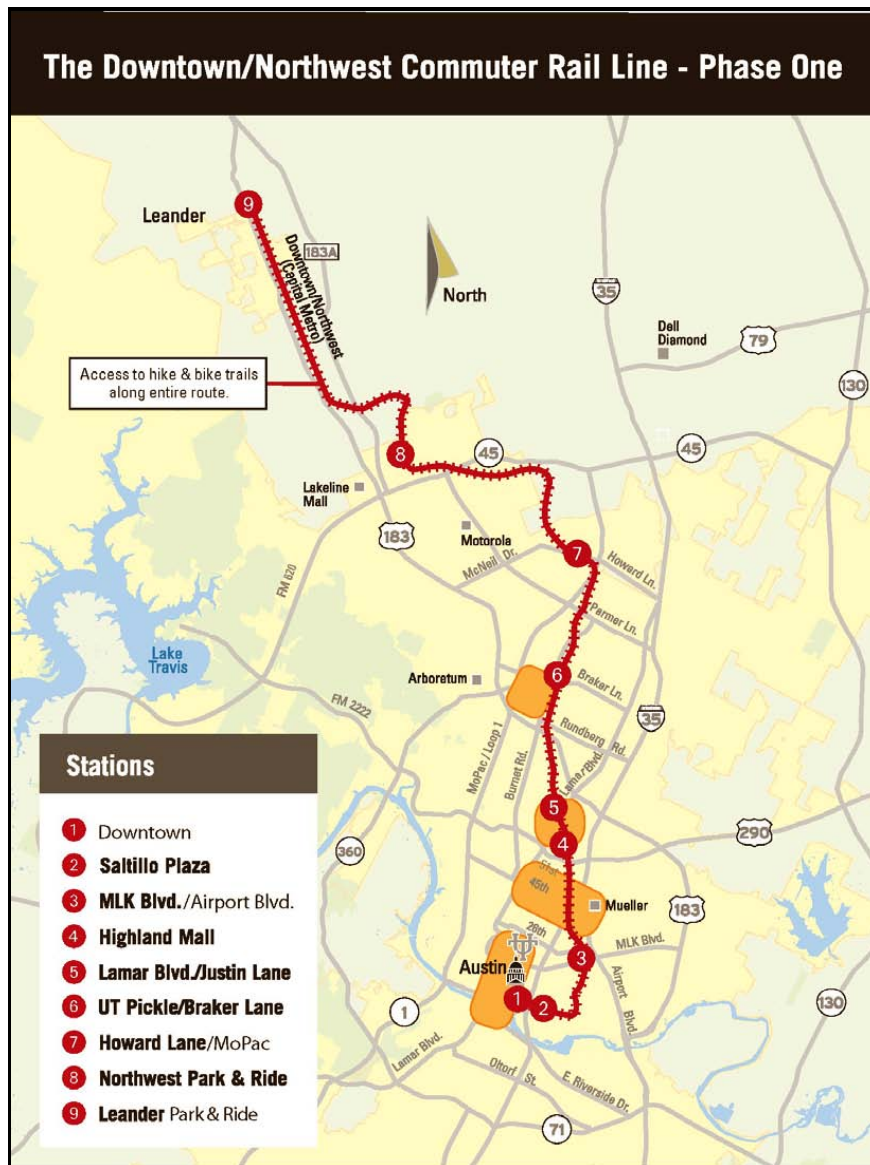 The Downtown/Northwest Commuter Rail Line - Phase One
9
Leander
183A
Downtown/Northwest
(Capital Metro)
North
35
Dell
Diamond
79
130
Access to hike & bike trails
along entire route.
8
45
45
Lakeline
Mall
183
Motorola
McNeil Dr.
7
Howard Ln.
FM 620
Parmer Ln.
Lake
Travis
Arboretum
6
Braker Ln.
FM 2222
35
Rundberg Rd.
MoPac / Loop 1
Burnet Rd.
Lamar Blvd.
5
4
290
360
51st
45th
Mueller
183
26th
MLK Blvd.
3
Austin
1
2
Airport Blvd.
130
1
Lamar Blvd.
Oltorf St.
E. Riverside Dr.
71
Stations
1 Downtown
2 Saltillo Plaza
3 MLK Blvd./Airport Blvd.
4 Highland Mall
5 Lamar Blvd./Justin Lane
6 UT Pickle/Braker Lane
7 Howard Lane/MoPac
8 Northwest Park & Ride
9 Leander Park & Ride